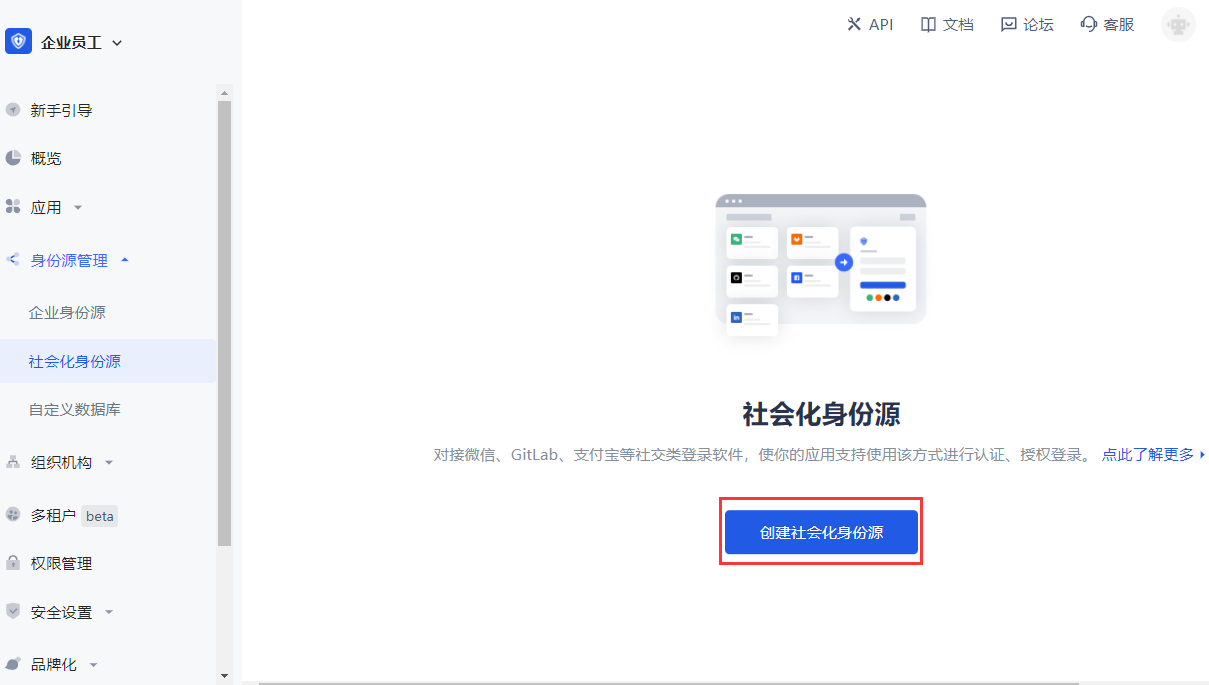 企业员工
API
文档
论坛
客服
新手引导
概览
应用
身份源管理
企业身份源
社会化身份源
自定义数据库
组织机构
多租户 beta
权限管理
安全设置
品牌化
社会化身份源
对接微信、GitLab、支付宝等社交类登录软件，使你的应用支持使用该方式进行认证、授权登录。 点此了解更多
创建社会化身份源